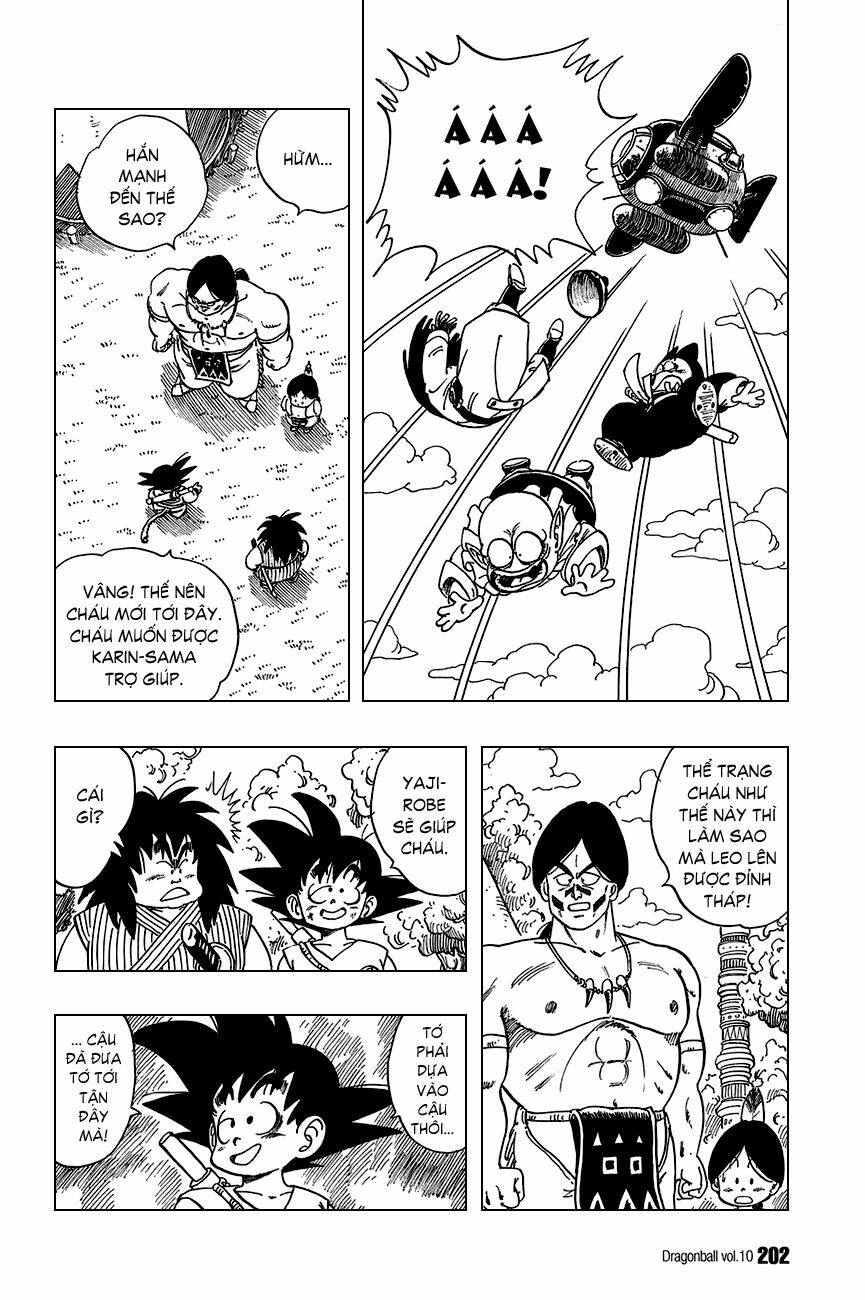 Á Á Á
Á Á Á!
HỪM...
HẮN
MẠNH
ĐẾN THẾ
SAO?
VÂNG! THẾ NÊN
CHÁU MỚI TỚI ĐÂY.
CHÁU MUỐN ĐƯỢC
KARIN-SAMA
TRỢ GIÚP.
THỂ TRẠNG
CHÁU NHƯ
THẾ NÀY THÌ
LÀM SAO
MÀ LEO LÊN
ĐƯỢC ĐỈNH
THÁP!
YAJI-
ROBE
SẼ GIÚP
CHÁU.
CÁI
GÌ?
TỚ
PHẢI
DỰA
VÀO
CẬU
THÔI...
... CẬU
ĐÃ ĐƯA
TỚ TỚI
TẬN
ĐÂY
MÀ!
Dragonball vol.10 202